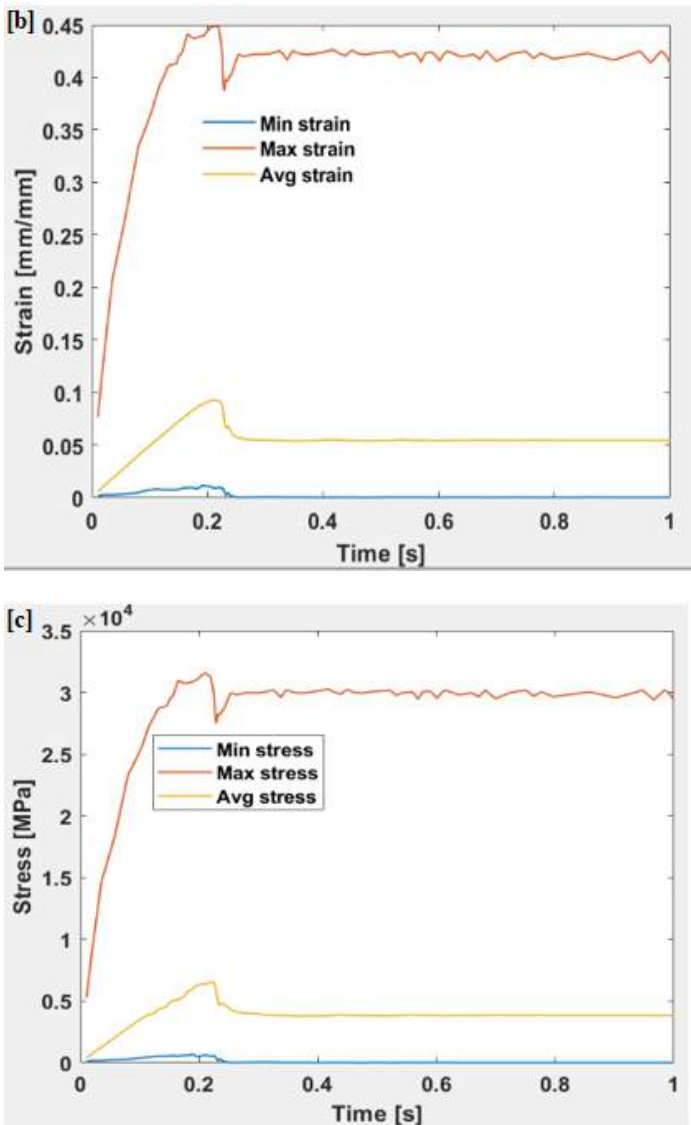 [b]
0.45
0.4
0.35
0.3
0.25
0.2
0.15
0.1
0.05
0
Strain [mm/mm]
Min strain
Max strain
Avg strain
0 0.2 0.4 0.6 0.8 1
Time [s]
[c]
×10^4
3.5
3
2.5
2
1.5
1
0.5
0
Stress [MPa]
Min stress
Max stress
Avg stress
0 0.2 0.4 0.6 0.8 1
Time [s]